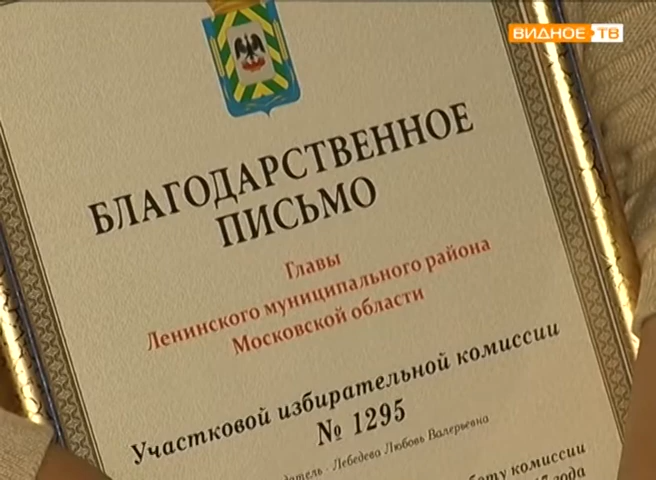 ВИДНОЕ ТВ
БЛАГОДАРСТВЕННОЕ
ПИСЬМО
Главы
Ленинского муниципального района
Московской области
Участковой избирательной комиссии
№ 1295
Лебедева Любовь Валерьевна
комиссии
года